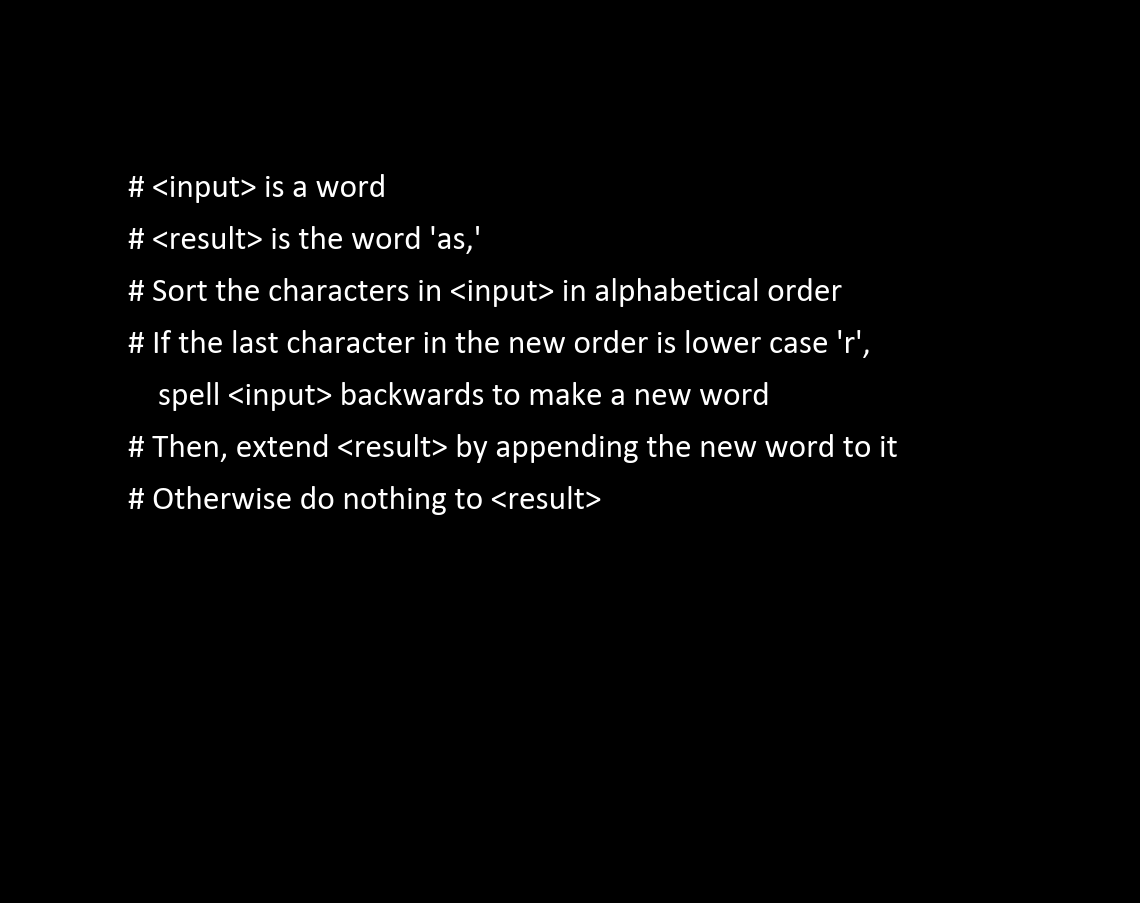 # <input> is a word
# <result> is the word 'as,'
# Sort the characters in <input> in alphabetical order
# If the last character in the new order is lower case 'r',
spell <input> backwards to make a new word
# Then, extend <result> by appending the new word to it
# Otherwise do nothing to <result>